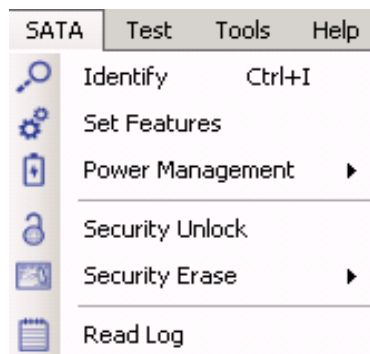 SATA Test Tools Help
Identify Ctrl+I
Set Features
Power Management
Security Unlock
Security Erase
Read Log